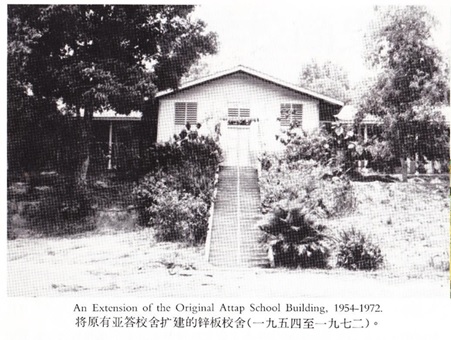 An Extension of the Original Attap School Building, 1954-1972.
将原有亚答校舍扩建的锌板校舍(一九五四至一九七二)。